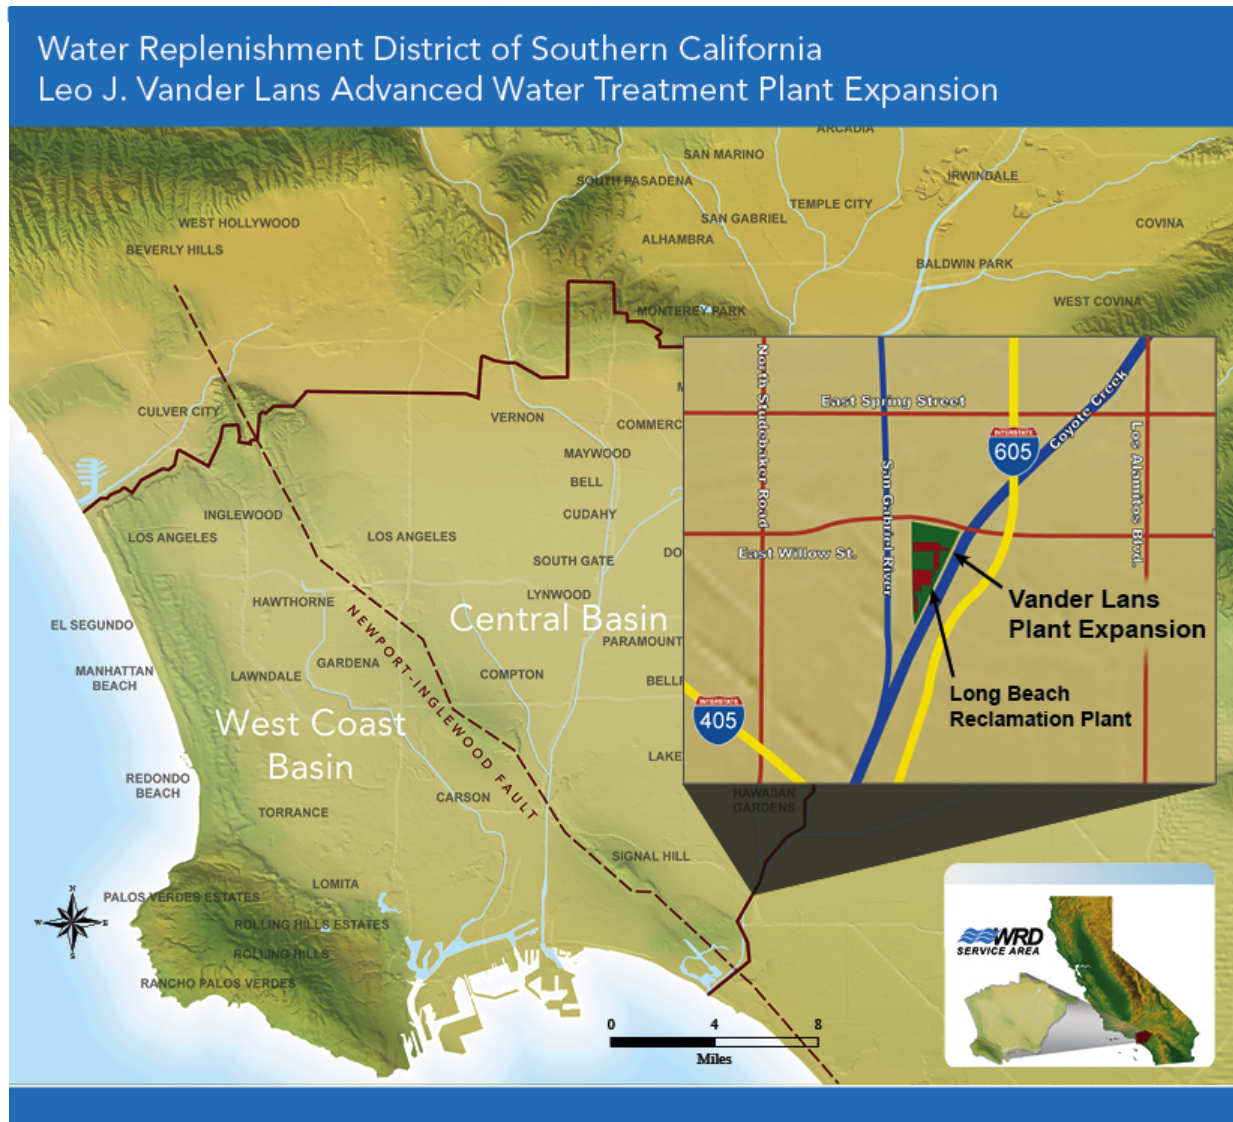 Water Replenishment District of Southern California
Leo J. Vander Lans Advanced Water Treatment Plant Expansion
ARCADIA
SAN MARINO
SOUTH PASADENA
IRWINDALE
TEMPLE CITY
SAN GABRIEL
WEST HOLLYWOOD
COVINA
ALHAMBRA
BEVERLY HILLS
BALDWIN PARK
WEST COVINA
MONTEREY PARK
CULVER CITY
VERNON
COMMERC
MAYWOOD
BELL
CUDAHY
INGLEWOOD
LOS ANGELES
LOS ANGELES
SOUTH GATE
DO
LYNWOOD
HAWTHORNE
Central Basin
EL SEGUNDO
PARAMOUNT
NEWPORT-INGLEWOOD FAULT
GARDENA
MANHATTAN
BEACH
LAWNDALE
COMPTON
BELLF
West Coast
Basin
LAKE
REDONDO
BEACH
CARSON
TORRANCE
HAWAIIAN
GARDENS
SIGNAL HILL
LOMITA
PALOS VERDES ESTATES
ROLLING HILLS ESTATES
ROLLING HILLS
RANCHO PALOS VERDES
N
W
E
S
0 4 8
Miles
North Studebaker Road
East Spring Street
INTERSTATE
605
Coyote Creek
Los Alamitos Blvd.
San Gabriel River
East Willow St.
Vander Lans
Plant Expansion
Long Beach
Reclamation Plant
INTERSTATE
405
WRD
SERVICE AREA